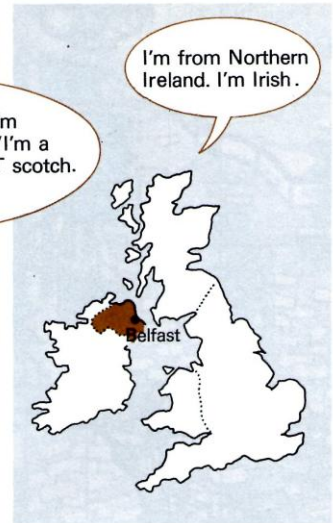 I'm from Northern
Ireland. I'm Irish.
I'm a
scotch.
Belfast